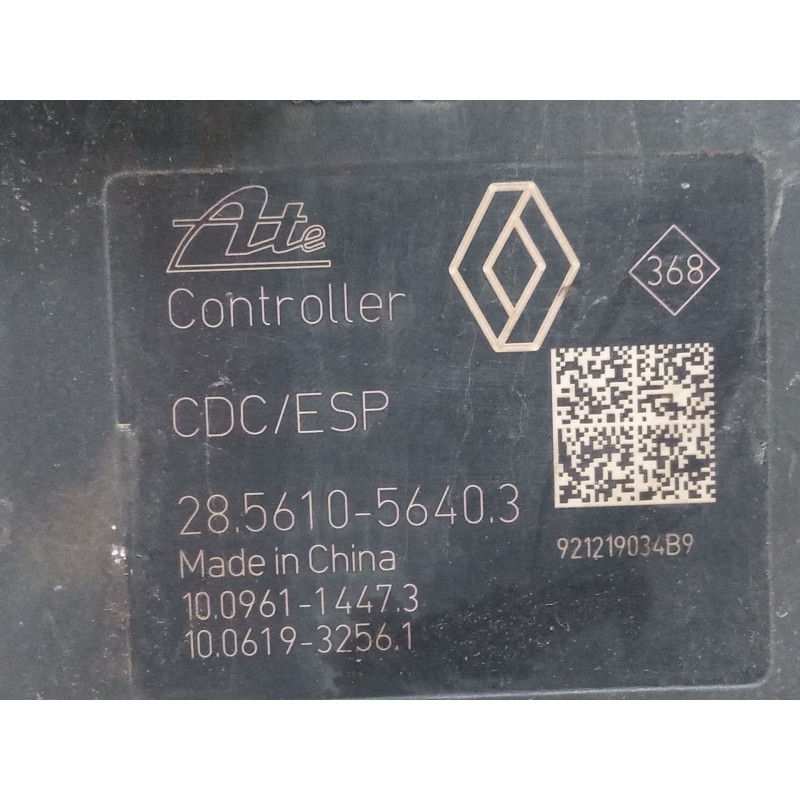 Ate
368
Controller
CDC/ESP
28.5610-5640.3
921219034B9
Made in China
10.0961-1447.3
10.0619-3256.1